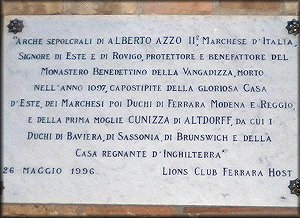 "Arche sepolcrali di ALBERTO AZZO II° Marchese d'Italia,
Signore di Este e di Rovigo, protettore e benefattore del
Monastero Benedettino della Vangadizza, morto
nell'anno 1097, capostipite della gloriosa Casa
d'Este, dei Marchesi poi Duchi di Ferrara Modena e Reggio,
e della prima moglie CUNIZZA di ALTDORFF, da cui i
Duchi di Baviera, di Sassonia, di Brunswich e della
Casa regnante d'Inghilterra"
26 Maggio 1996 Lions Club Ferrara Host